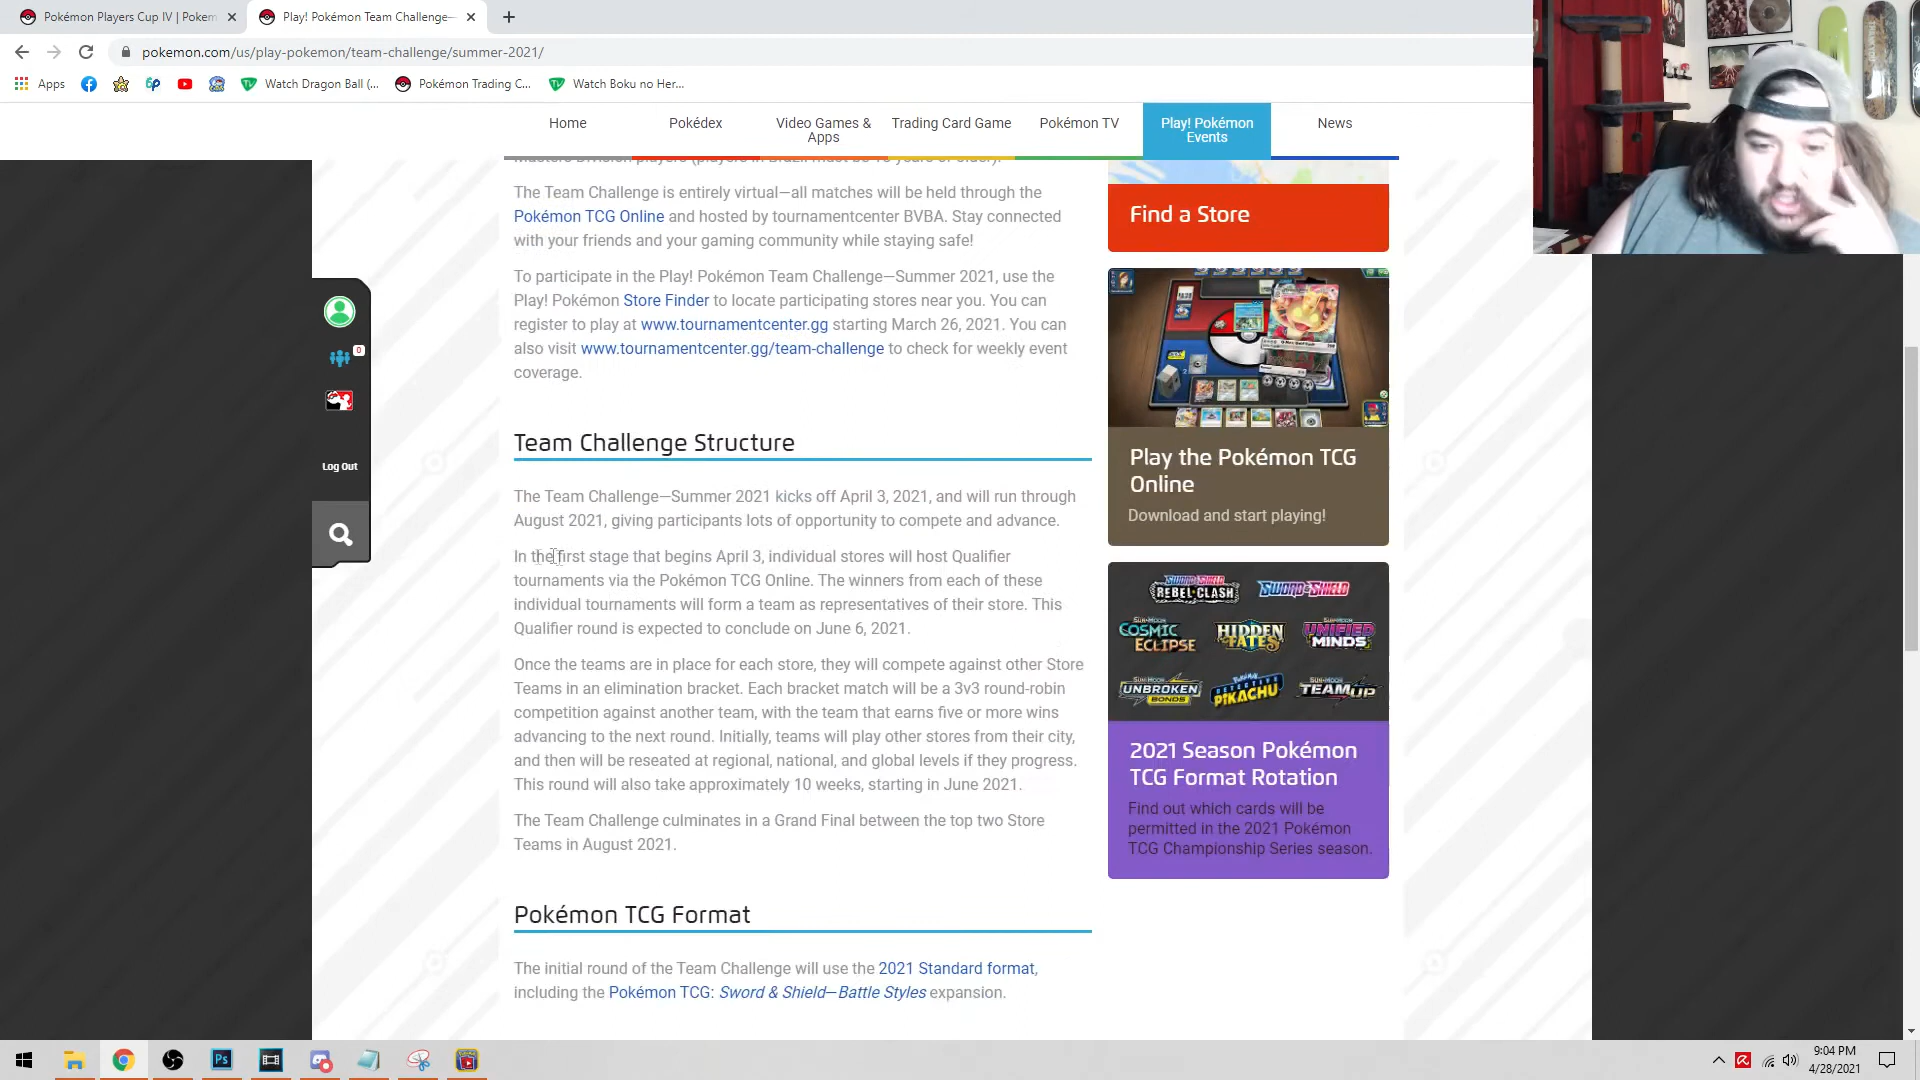 Pokémon Players Cup IV | Pokem
Play! Pokémon Team Challenge—
pokemon.com/us/play-pokemon/team-challenge/summer-2021/
Apps
Watch Dragon Ball (...
Pokémon Trading C...
Watch Boku no Her...
Home
Pokédex
Video Games & Apps
Trading Card Game
Pokémon TV
Play! Pokémon Events
News
The Team Challenge is entirely virtual—all matches will be held through the
Pokémon TCG Online and hosted by tournamentcenter BVBA. Stay connected
with your friends and your gaming community while staying safe!
To participate in the Play! Pokémon Team Challenge—Summer 2021, use the
Play! Pokémon Store Finder to locate participating stores near you. You can
register to play at www.tournamentcenter.gg starting March 26, 2021. You can
also visit www.tournamentcenter.gg/team-challenge to check for weekly event
coverage.
Team Challenge Structure
The Team Challenge—Summer 2021 kicks off April 3, 2021, and will run through
August 2021, giving participants lots of opportunity to compete and advance.
In the first stage that begins April 3, individual stores will host Qualifier
tournaments via the Pokémon TCG Online. The winners from each of these
individual tournaments will form a team as representatives of their store. This
Qualifier round is expected to conclude on June 6, 2021.
Once the teams are in place for each store, they will compete against other Store
Teams in an elimination bracket. Each bracket match will be a 3v3 round-robin
competition against another team, with the team that earns five or more wins
advancing to the next round. Initially, teams will play other stores from their city,
and then will be reseated at regional, national, and global levels if they progress.
This round will also take approximately 10 weeks, starting in June 2021.
The Team Challenge culminates in a Grand Final between the top two Store
Teams in August 2021.
Pokémon TCG Format
The initial round of the Team Challenge will use the 2021 Standard format,
including the Pokémon TCG: Sword & Shield—Battle Styles expansion.
0
Log Out
Find a Store
Play the Pokémon TCG
Online
Download and start playing!
SWORD & SHIELD
REBEL CLASH
SWORD & SHIELD
SUN & MOON
COSMIC
ECLIPSE
HIDDEN
FATES
SUN & MOON
UNIFIED
MINDS
SUN & MOON
UNBROKEN
BONDS
DETECTIVE
PIKACHU
SUN & MOON
TEAM UP
2021 Season Pokémon
TCG Format Rotation
Find out which cards will be
permitted in the 2021 Pokémon
TCG Championship Series season.
Ps
9:04 PM
4/28/2021